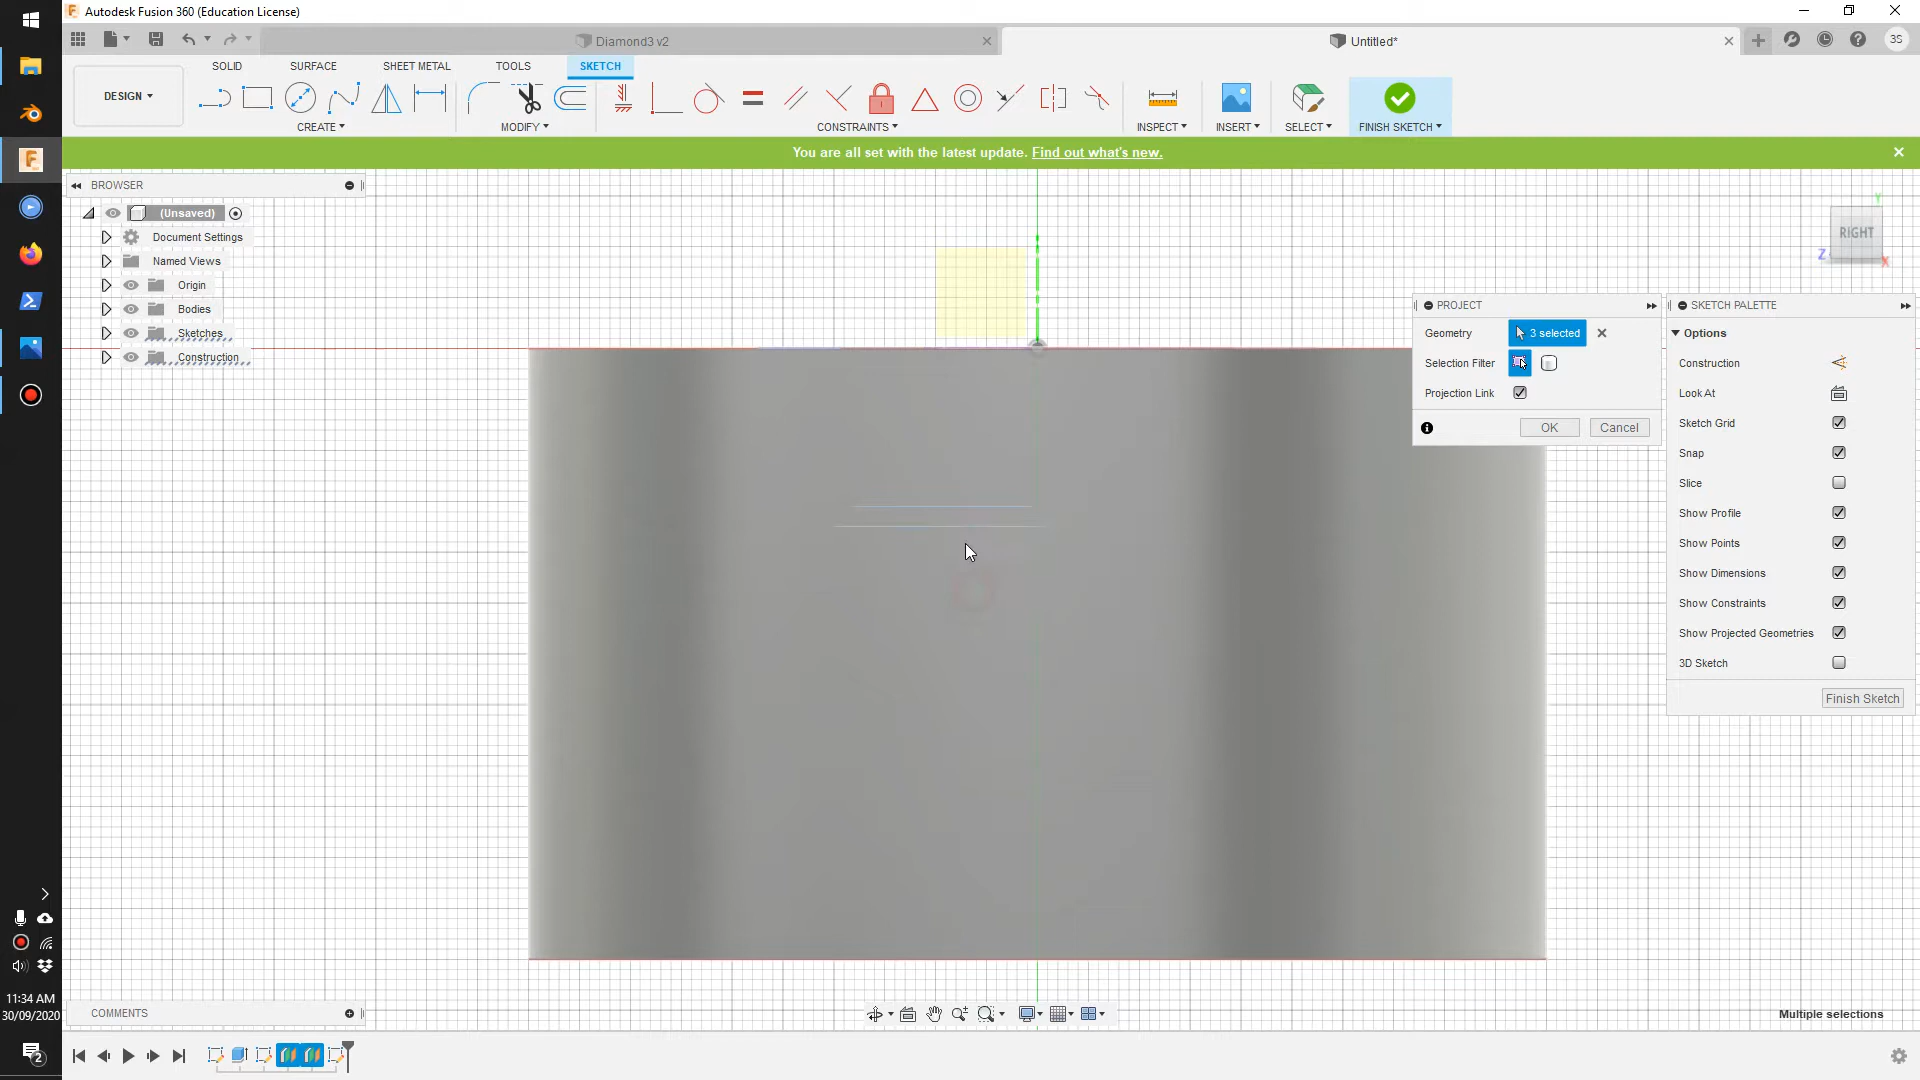 Autodesk Fusion 360 (Education License)
Diamond3 v2
Untitled*
3S
SOLID
SURFACE
SHEET METAL
TOOLS
SKETCH
DESIGN
CREATE
MODIFY
CONSTRAINTS
INSPECT
INSERT
SELECT
FINISH SKETCH
You are all set with the latest update. Find out what's new.
BROWSER
(Unsaved)
Document Settings
Named Views
Origin
Bodies
Sketches
Construction
Y
RIGHT
Z
X
PROJECT
Geometry
3 selected
Selection Filter
Projection Link
OK
Cancel
SKETCH PALETTE
Options
Construction
Look At
Sketch Grid
Snap
Slice
Show Profile
Show Points
Show Dimensions
Show Constraints
Show Projected Geometries
3D Sketch
Finish Sketch
11:34 AM
30/09/2020
2
COMMENTS
Multiple selections